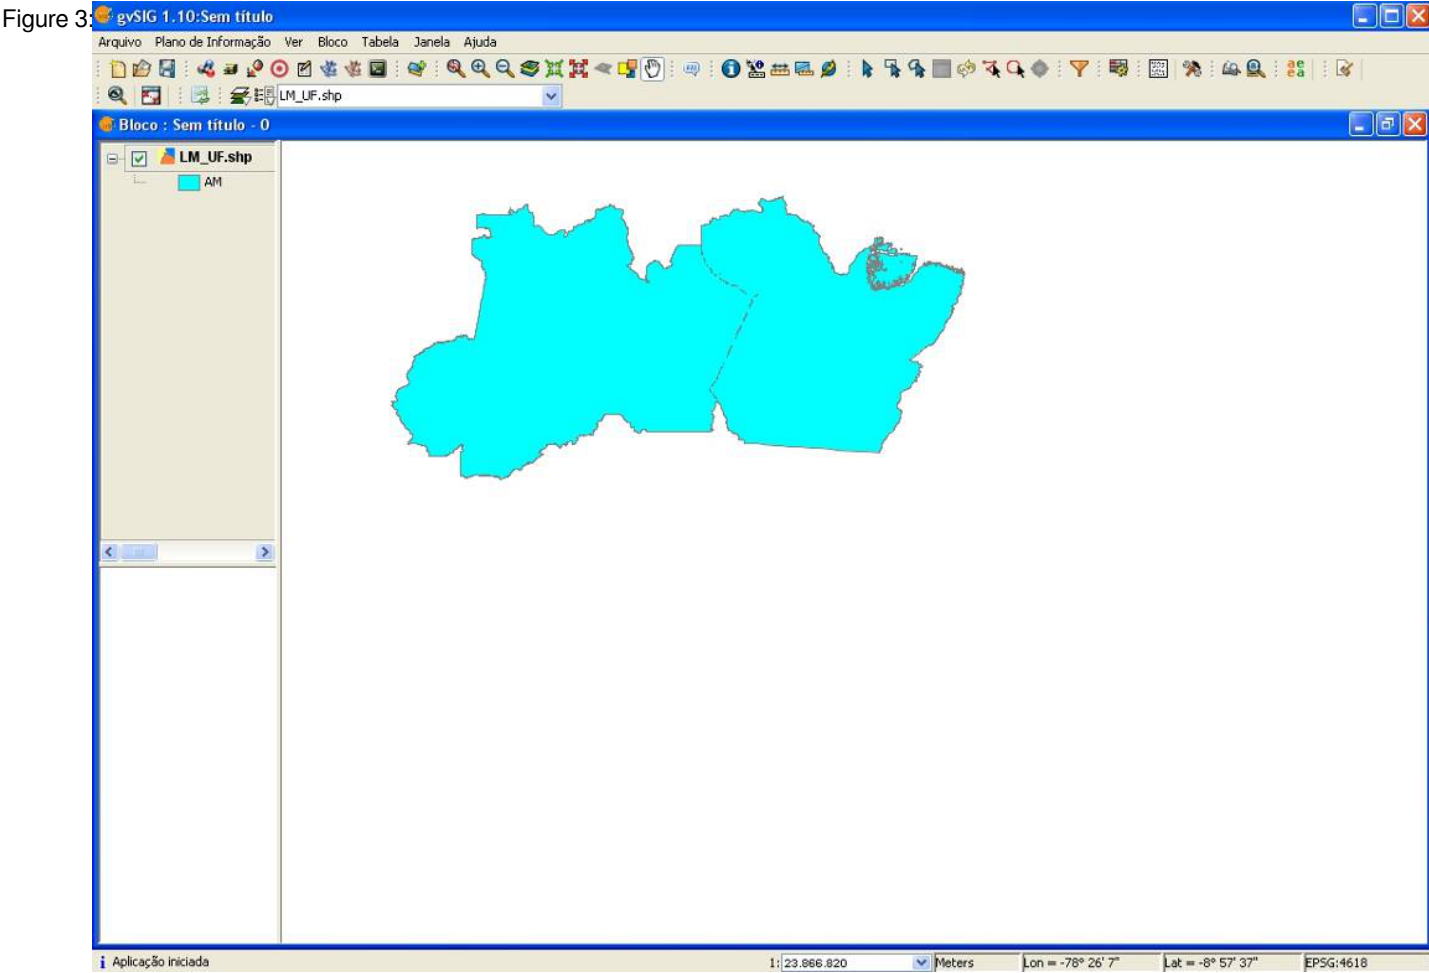 Figure 3:
gvSIG 1.10:Sem título
Arquivo Plano de Informação Ver Bloco Tabela Janela Ajuda
LM_UF.shp
Bloco : Sem título - 0
LM_UF.shp
AM
Aplicação iniciada 1: 23.866.820 Meters Lon = -78° 26' 7" Lat = -8° 57' 37" EPSG:4618